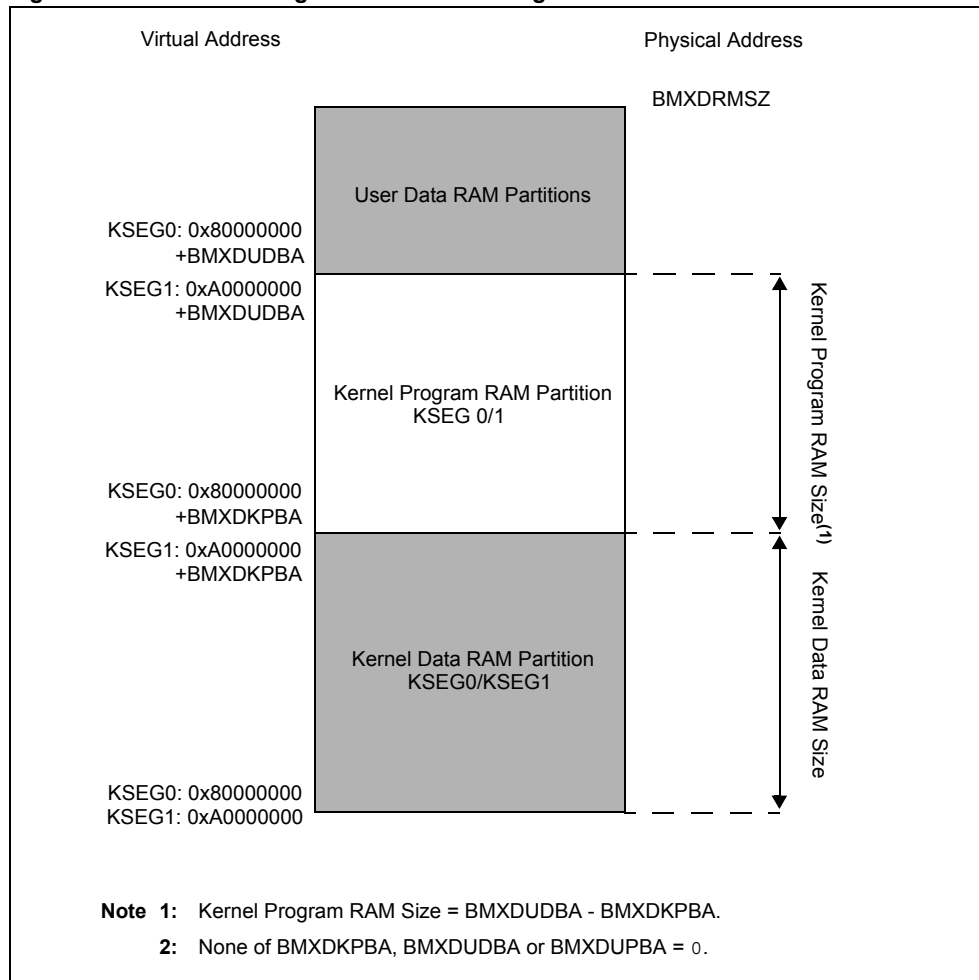 Virtual Address
Physical Address
BMXDRMSZ
User Data RAM Partitions
KSEG0: 0x80000000
+BMXDUDBA
KSEG1: 0xA0000000
+BMXDUDBA
Kernel Program RAM Size(1)
Kernel Program RAM Partition
KSEG 0/1
KSEG0: 0x80000000
+BMXDKPBA
KSEG1: 0xA0000000
+BMXDKPBA
Kernel Data RAM Size
Kernel Data RAM Partition
KSEG0/KSEG1
KSEG0: 0x80000000
KSEG1: 0xA0000000
Note 1: Kernel Program RAM Size = BMXDUDBA - BMXDKPBA.
2: None of BMXDKPBA, BMXDUDBA or BMXDUPBA = 0.